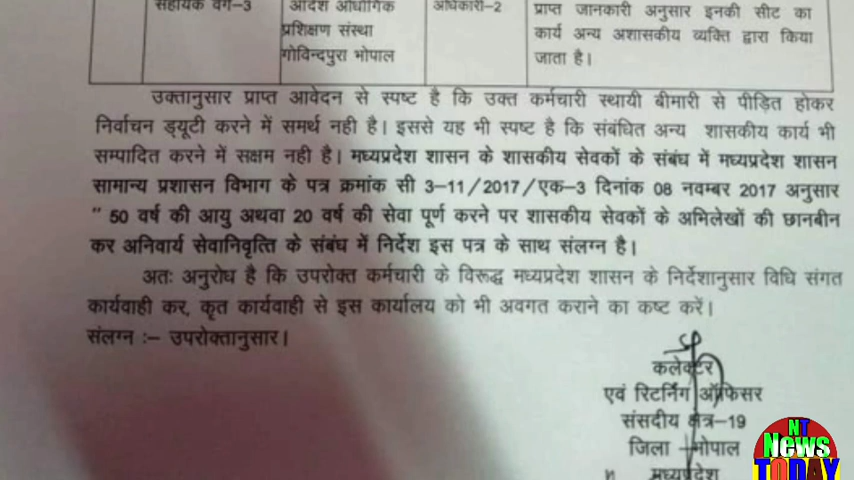 सहायक वर्ग-3
आदर्श औधोगिक
प्रशिक्षण संस्था
गोविन्दपुरा भोपाल
अधिकारी-2
प्राप्त जानकारी अनुसार इनकी सीट का
कार्य अन्य अशासकीय व्यक्ति द्वारा किया
जाता है।
उक्तानुसार प्राप्त आवेदन से स्पष्ट है कि उक्त कर्मचारी स्थायी बीमारी से पीड़ित होकर
निर्वाचन ड्यूटी करने में समर्थ नही है। इससे यह भी स्पष्ट है कि संबंधित अन्य शासकीय कार्य भी
सम्पादित करने में सक्षम नही है। मध्यप्रदेश शासन के शासकीय सेवकों के संबंध में मध्यप्रदेश शासन
सामान्य प्रशासन विभाग के पत्र क्रमांक सी 3-11/2017/एक-3 दिनांक 08 नवम्बर 2017 अनुसार
" 50 वर्ष की आयु अथवा 20 वर्ष की सेवा पूर्ण करने पर शासकीय सेवकों के अभिलेखों की छानबीन
कर अनिवार्य सेवानिवृत्ति के संबंध में निर्देश इस पत्र के साथ संलग्न है।
अतः अनुरोध है कि उपरोक्त कर्मचारी के विरूद्ध मध्यप्रदेश शासन के निर्देशानुसार विधि संगत
कार्यवाही कर, कृत कार्यवाही से इस कार्यालय को भी अवगत कराने का कष्ट करें।
संलग्न :- उपरोक्तानुसार।
कलेक्टर
एवं रिटर्निंग ऑफिसर
संसदीय क्षेत्र-19
जिला भोपाल
मध्यप्रदेश
NT
News
TODAY